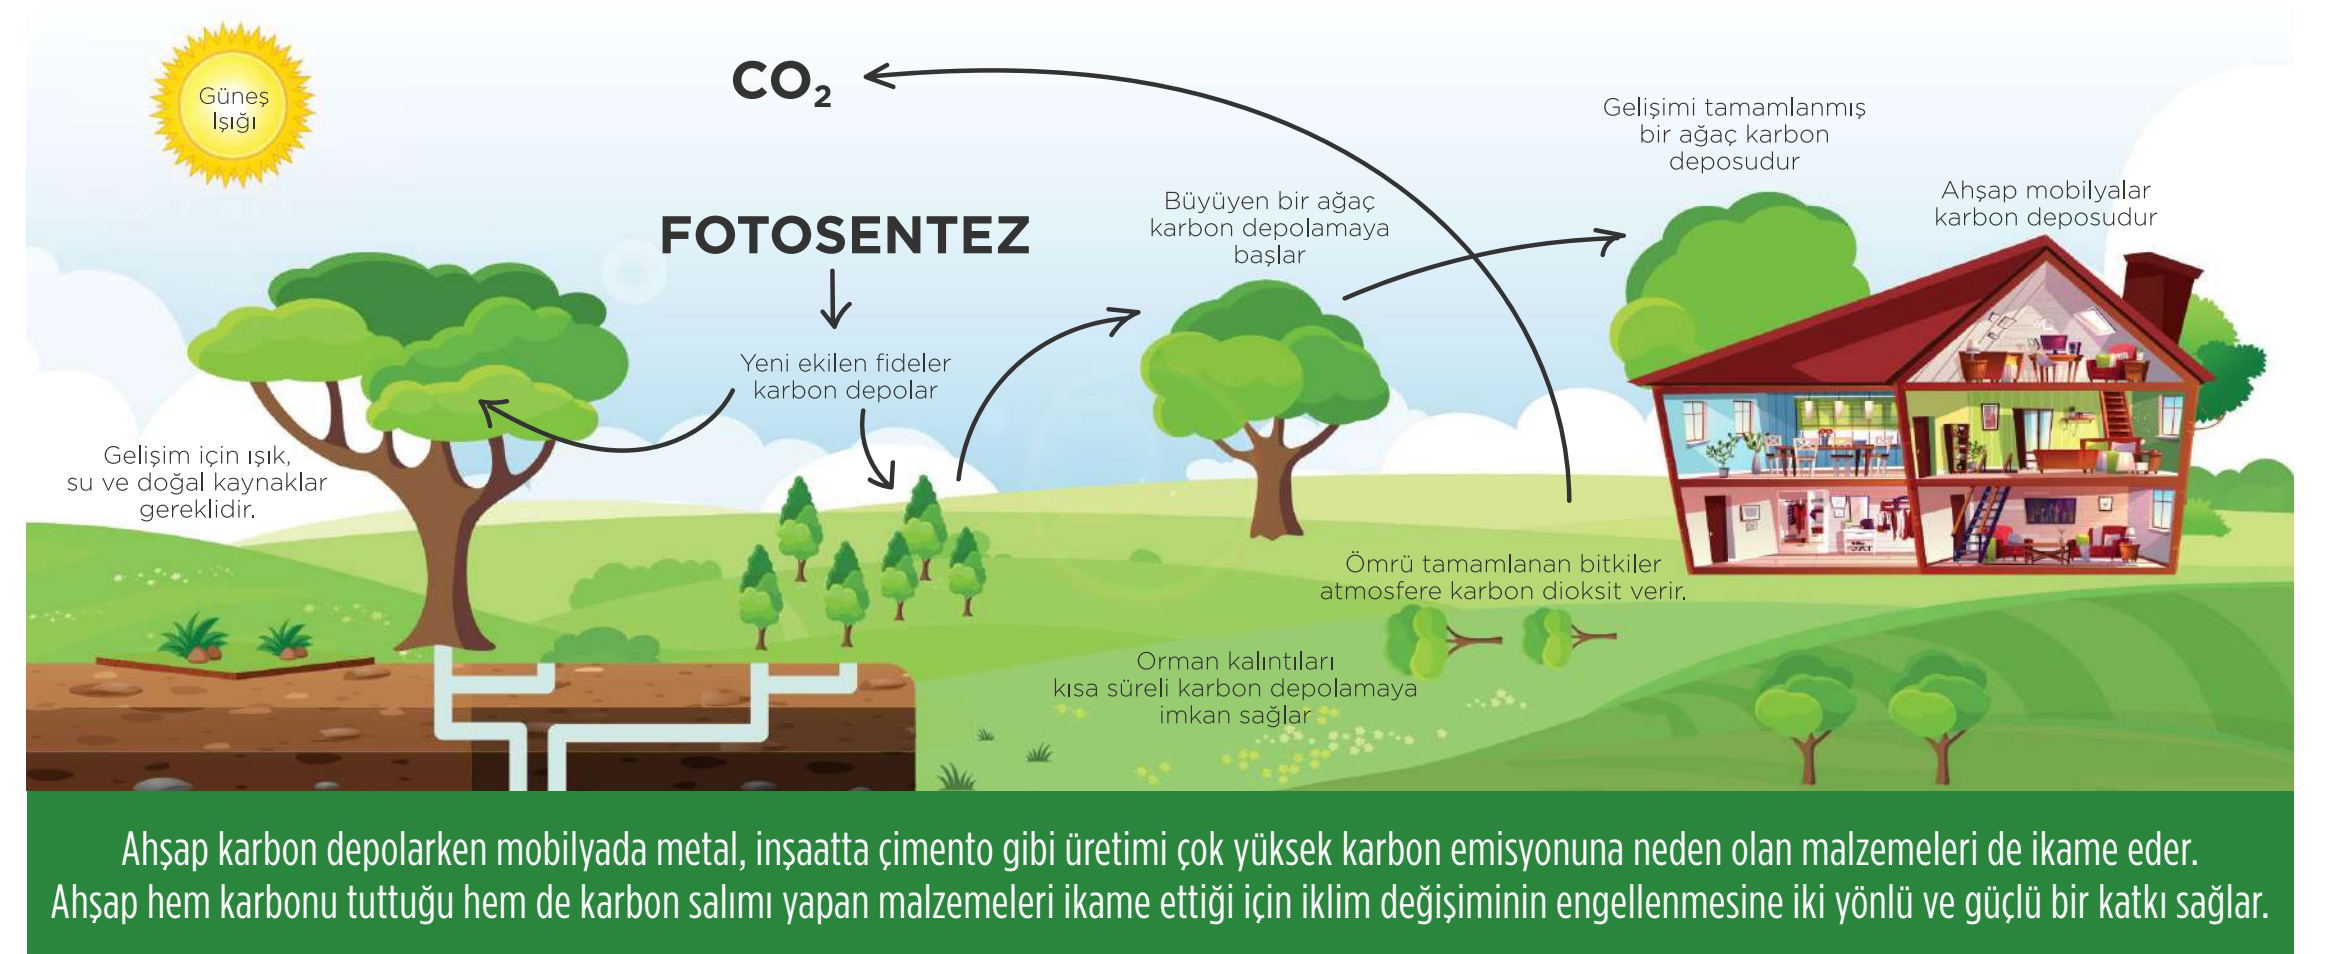 Güneş
Işığı
CO₂
FOTOSENTEZ
Yeni ekilen fideler
karbon depolar
Gelişim için ışık,
su ve doğal kaynaklar
gereklidir.
Büyüyen bir ağaç
karbon depolamaya
başlar
Gelişimi tamamlanmış
bir ağaç karbon
deposudur
Ahşap mobilyalar
karbon deposudur
Ömrü tamamlanan bitkiler
atmosfere karbon dioksit verir.
Orman kalıntıları
kısa süreli karbon depolamaya
imkan sağlar
Ahşap karbon depolarken mobilyada metal, inşaatta çimento gibi üretimi çok yüksek karbon emisyonuna neden olan malzemeleri de ikame eder.
Ahşap hem karbonu tuttuğu hem de karbon salımı yapan malzemeleri ikame ettiği için iklim değişiminin engellenmesine iki yönlü ve güçlü bir katkı sağlar.